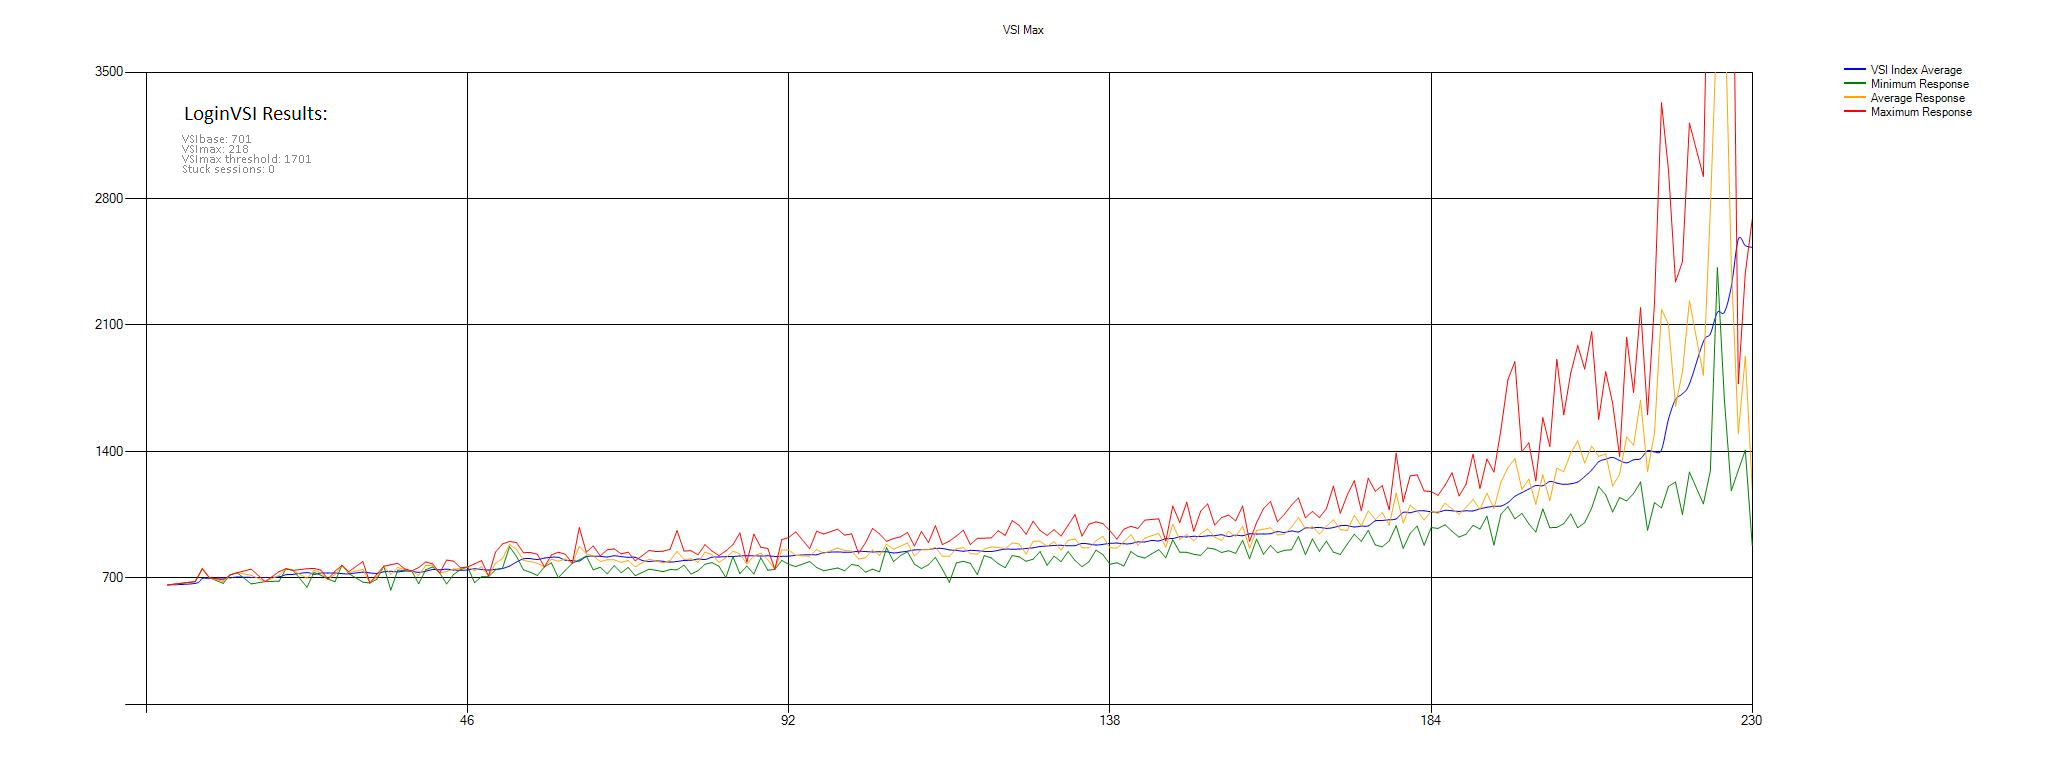 VSI Max
3500
2800
2100
1400
700
LoginVSI Results:
VSIbase: 701
VSImax: 218
VSImax threshold: 1701
Stuck sessions: 0
VSI Index Average
Minimum Response
Average Response
Maximum Response
46
92
138
184
230